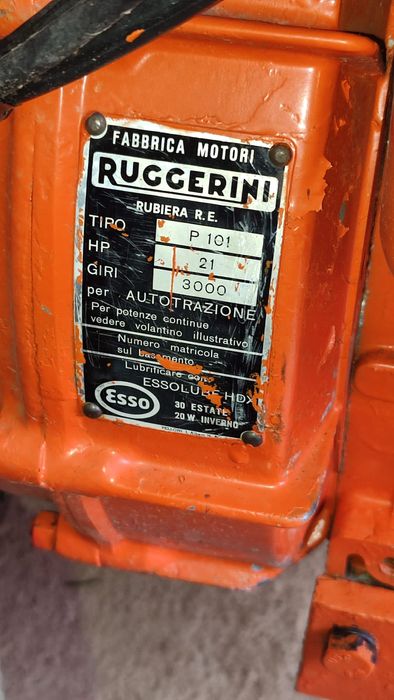 FABBRICA MOTORI
RUGGERINI
RUBIERA R.E.
TIPO P 101
HP 21
GIRI 3000
per AUTOTRAZIONE
Per potenze continue
vedere volantino illustrativo
Numero matricola
sul basamento
Lubrificare con
ESSOLUBE HDX
ESSO
30 ESTATE
20 W INVERNO